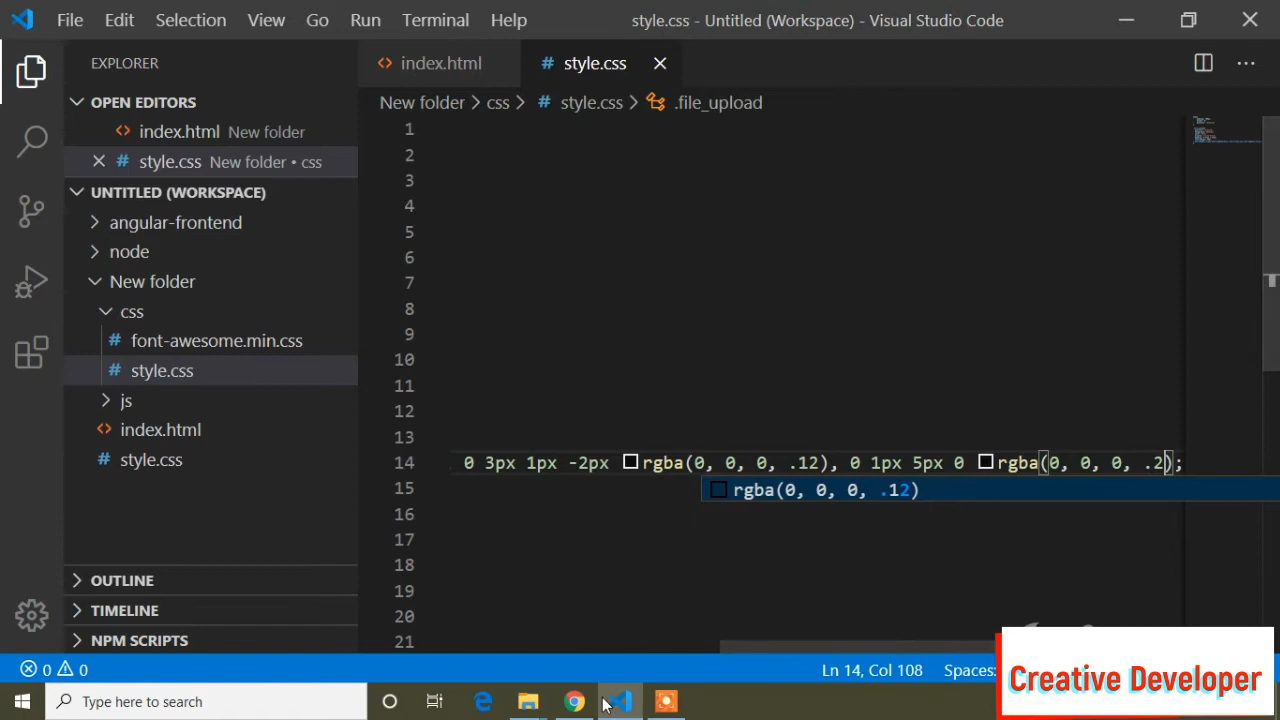 File Edit Selection View Go Run Terminal Help style.css - Untitled (Workspace) - Visual Studio Code
EXPLORER
OPEN EDITORS
index.html New folder
style.css New folder • css
UNTITLED (WORKSPACE)
angular-frontend
node
New folder
css
font-awesome.min.css
style.css
js
index.html
style.css
OUTLINE
TIMELINE
NPM SCRIPTS
index.html style.css
New folder > css > style.css > .file_upload
1
2
3
4
5
6
7
8
9
10
11
12
13
14 0 3px 1px -2px rgba(0, 0, 0, .12), 0 1px 5px 0 rgba(0, 0, 0, .2);
rgba(0, 0, 0, .12)
15
16
17
18
19
20
21
0 0 Ln 14, Col 108 Spaces:
Type here to search
Creative Developer